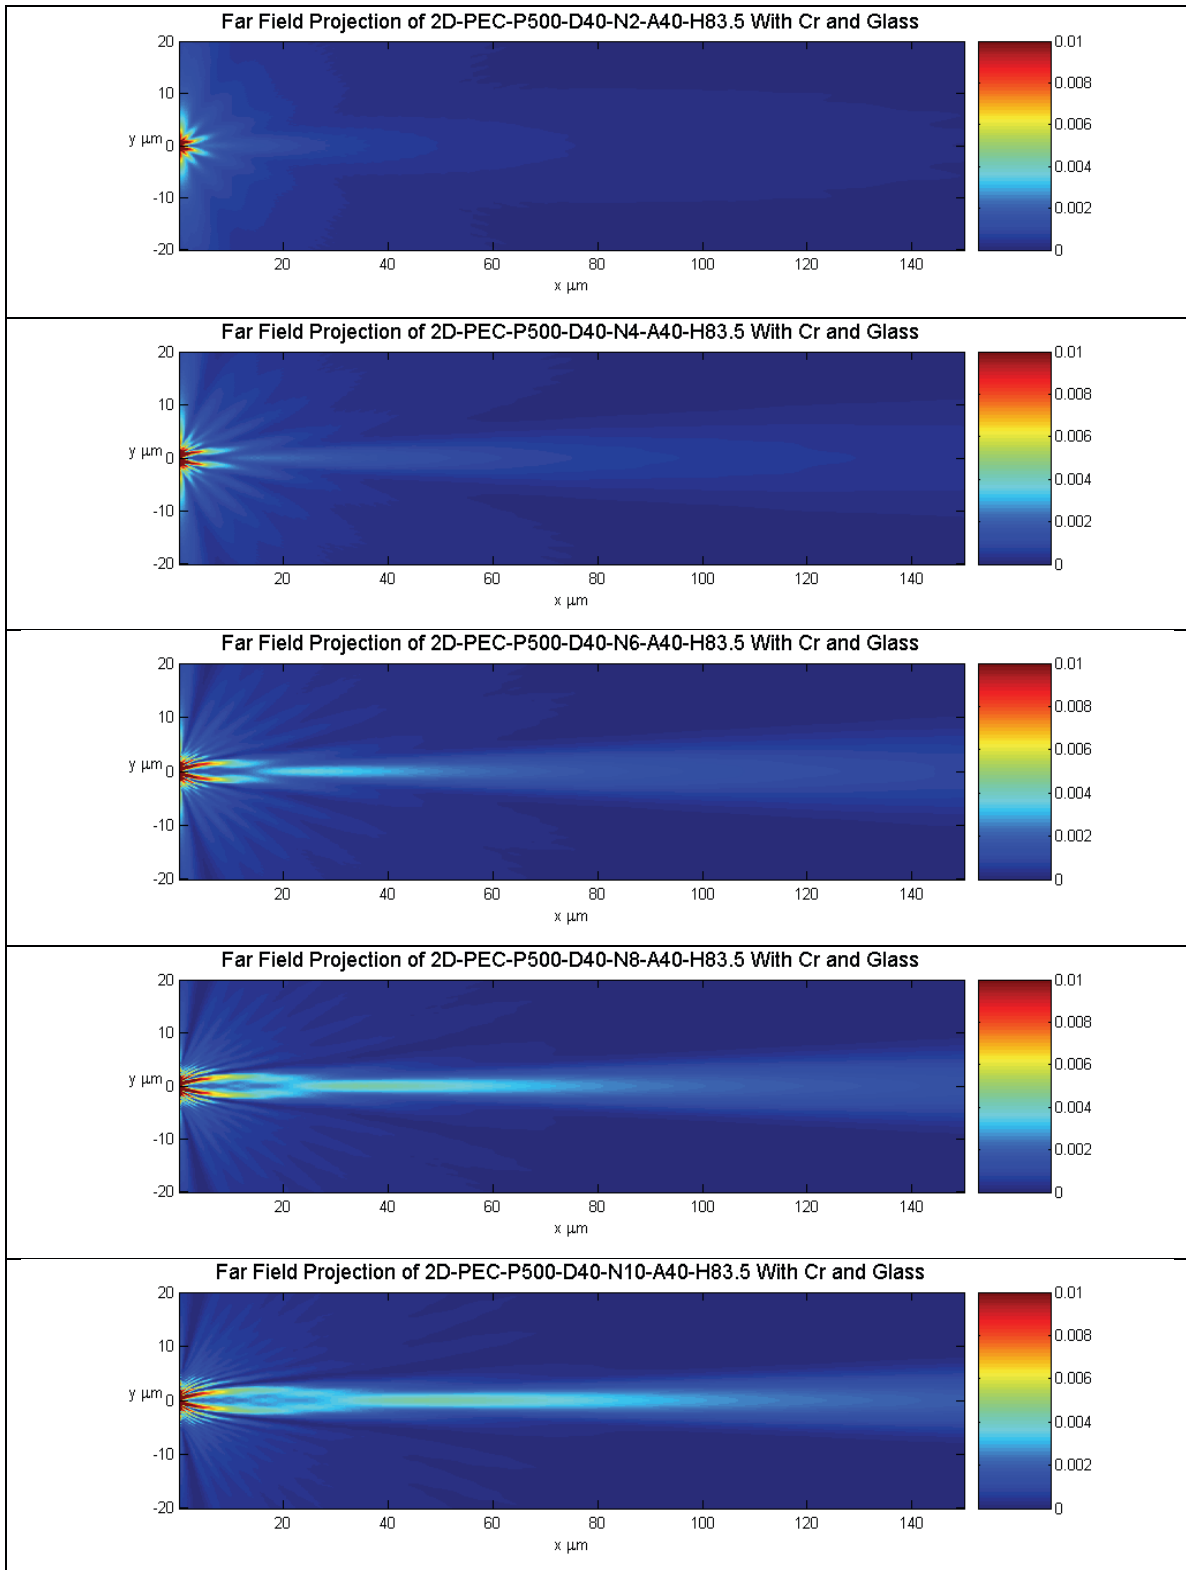 Far Field Projection of 2D-PEC-P500-D40-N2-A40-H83.5 With Cr and Glass
20
10
y µm 0
-10
-20
20 40 60 80 100 120 140
x µm
0.01
0.008
0.006
0.004
0.002
0
Far Field Projection of 2D-PEC-P500-D40-N4-A40-H83.5 With Cr and Glass
20
10
y µm 0
-10
-20
20 40 60 80 100 120 140
x µm
0.01
0.008
0.006
0.004
0.002
0
Far Field Projection of 2D-PEC-P500-D40-N6-A40-H83.5 With Cr and Glass
20
10
y µm 0
-10
-20
20 40 60 80 100 120 140
x µm
0.01
0.008
0.006
0.004
0.002
0
Far Field Projection of 2D-PEC-P500-D40-N8-A40-H83.5 With Cr and Glass
20
10
y µm 0
-10
-20
20 40 60 80 100 120 140
x µm
0.01
0.008
0.006
0.004
0.002
0
Far Field Projection of 2D-PEC-P500-D40-N10-A40-H83.5 With Cr and Glass
20
10
y µm 0
-10
-20
20 40 60 80 100 120 140
x µm
0.01
0.008
0.006
0.004
0.002
0